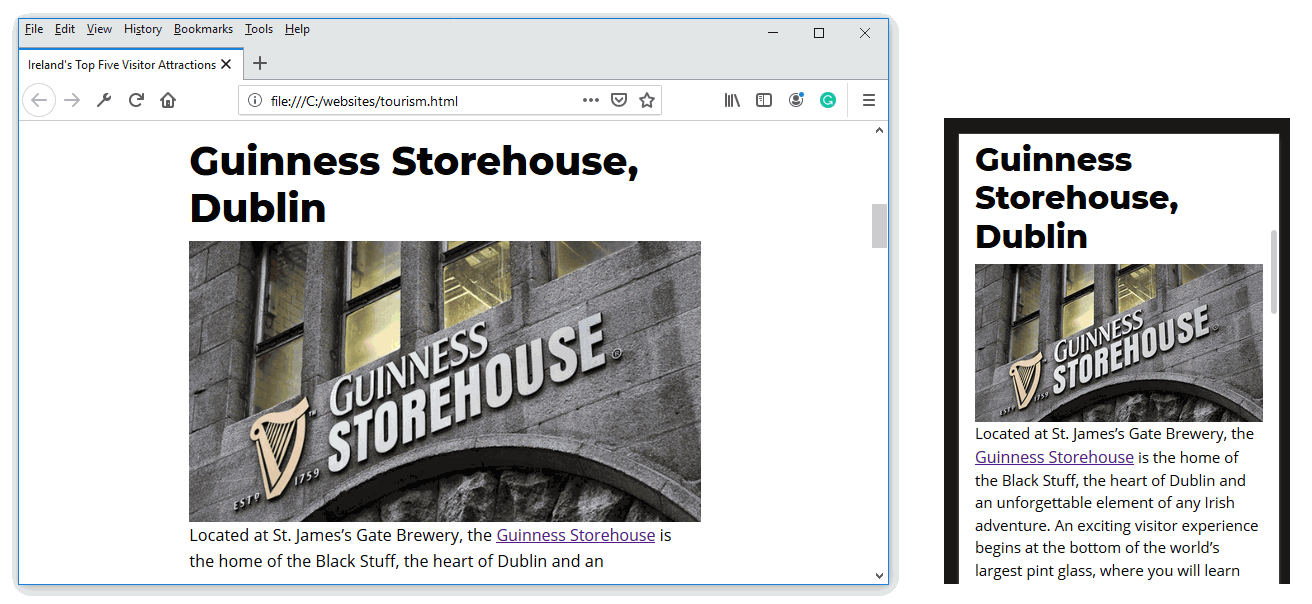 File Edit View History Bookmarks Tools Help
Ireland's Top Five Visitor Attractions
file:///C:/websites/tourism.html
Guinness Storehouse,
Dublin
GUINNESS
STOREHOUSE ®
™
ESTD 1759
Located at St. James’s Gate Brewery, the Guinness Storehouse is
the home of the Black Stuff, the heart of Dublin and an
Guinness
Storehouse,
Dublin
GUINNESS
STOREHOUSE
ESTD 1759
Located at St. James’s Gate Brewery, the
Guinness Storehouse is the home of
the Black Stuff, the heart of Dublin and
an unforgettable element of any Irish
adventure. An exciting visitor experience
begins at the bottom of the world’s
largest pint glass, where you will learn